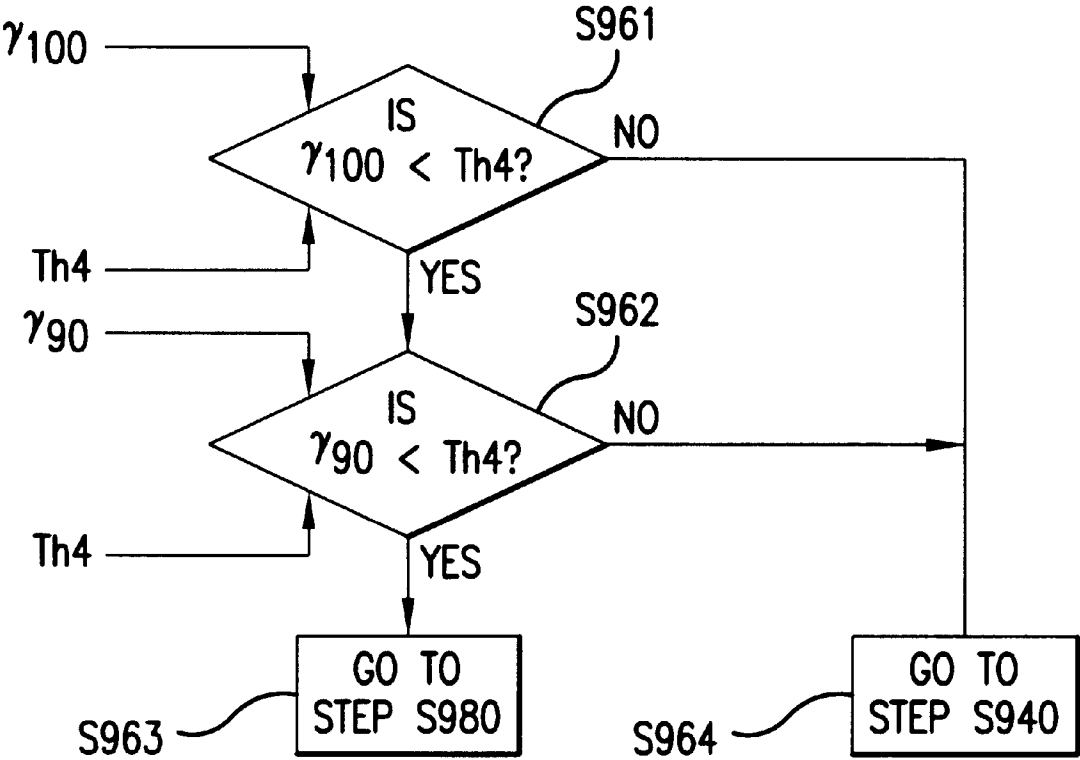 S961
γ100
IS
γ100 < Th4?
NO
Th4
YES
γ90
S962
IS
γ90 < Th4?
NO
Th4
YES
GO TO
STEP S980
S963
GO TO
STEP S940
S964